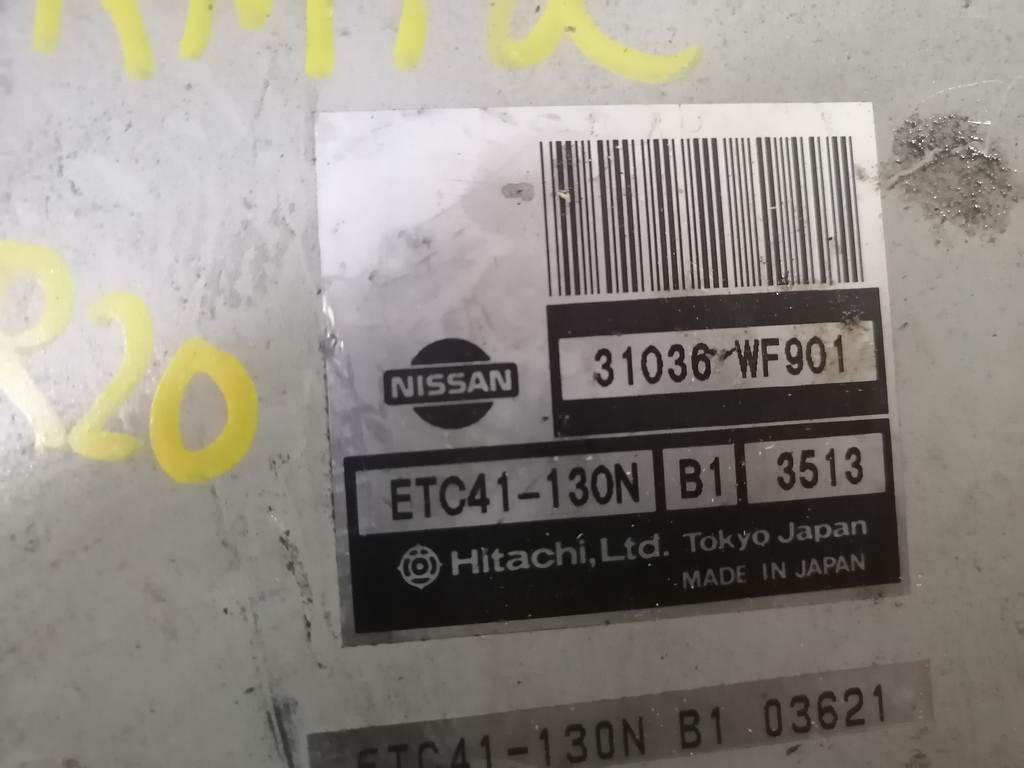 R20
NISSAN
31036 WF901
ETC41-130N B1 3513
Hitachi, Ltd. Tokyo Japan
MADE IN JAPAN
ETC41-130N B1 03621